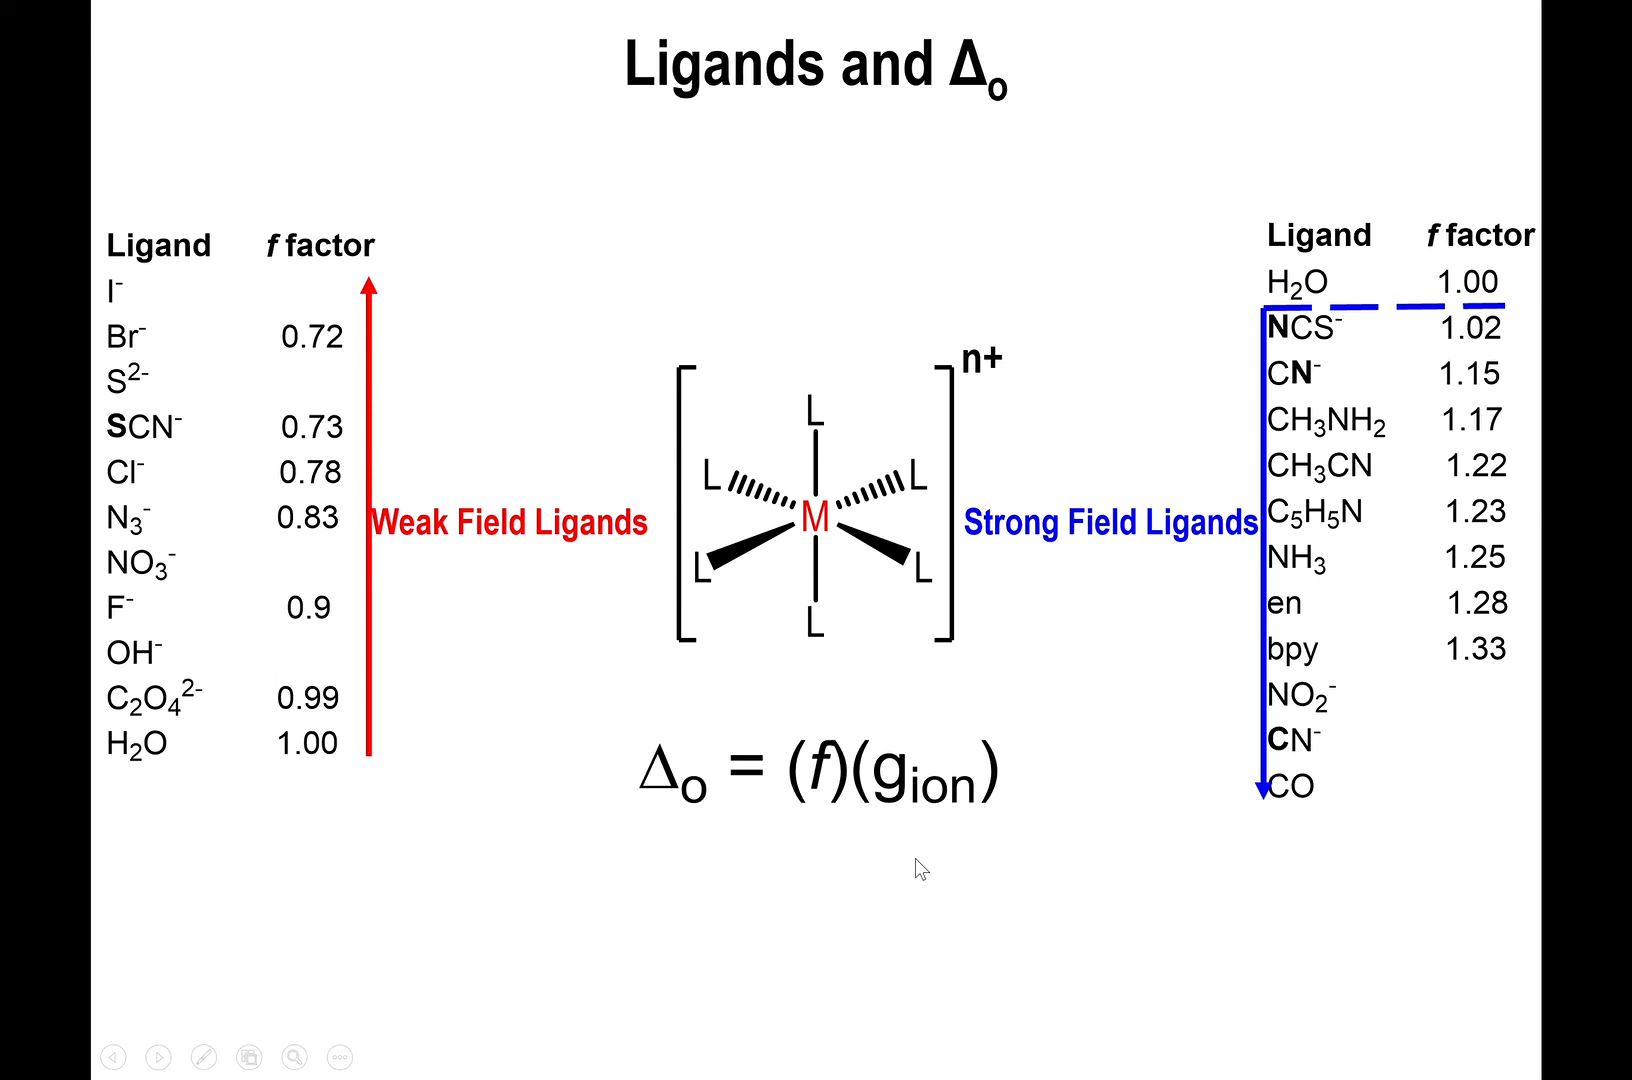 Ligands and Δₒ
Ligand f factor
I⁻
Br⁻ 0.72
S²⁻
SCN⁻ 0.73
Cl⁻ 0.78
N₃⁻ 0.83
NO₃⁻
F⁻ 0.9
OH⁻
C₂O₄²⁻ 0.99
H₂O 1.00
Weak Field Ligands
n+
L
L L
M
L L
L
Δₒ = (f)(gᵢₒₙ)
Strong Field Ligands
Ligand f factor
H₂O 1.00
NCS⁻ 1.02
CN⁻ 1.15
CH₃NH₂ 1.17
CH₃CN 1.22
C₅H₅N 1.23
NH₃ 1.25
en 1.28
bpy 1.33
NO₂⁻
CN⁻
CO